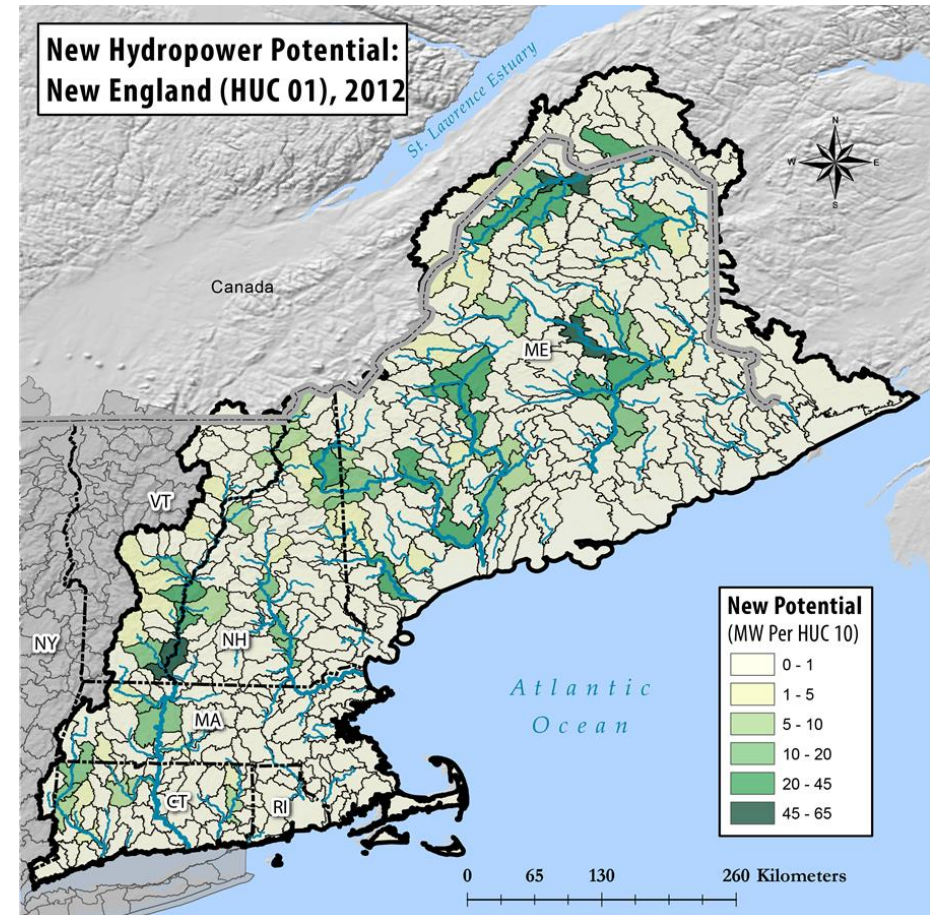 New Hydropower Potential:
New England (HUC 01), 2012
St. Lawrence Estuary
N
W
E
S
Canada
ME
VT
NY
NH
MA
CT
RI
Atlantic
Ocean
New Potential
(MW Per HUC 10)
0 - 1
1 - 5
5 - 10
10 - 20
20 - 45
45 - 65
0 65 130 260 Kilometers